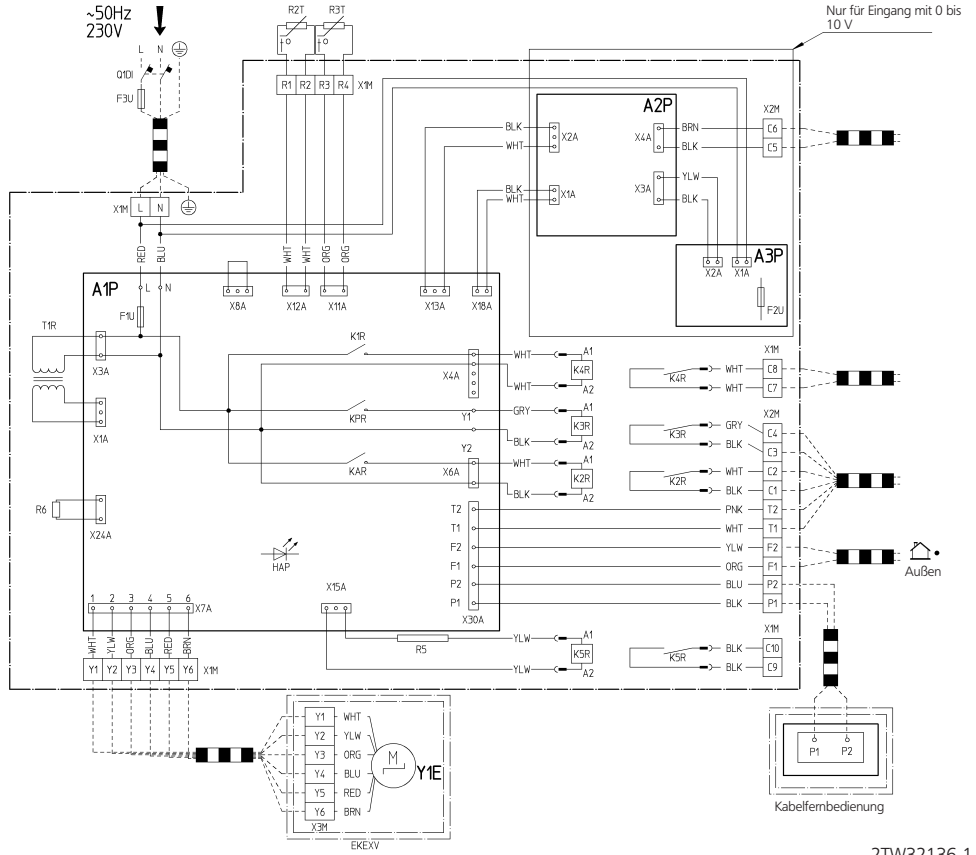 ~50Hz
230V
R2T R3T
Nur für Eingang mit 0 bis
10 V
L N
Q1DI
F3U
R1 R2 R3 R4 X1M
A2P
X2M
BLK
WHT
X2A
X4A
BRN
BLK
C6
C5
BLK
WHT
X1A
X3A
YLW
BLK
X1M L N
RED
BLU
WHT
WHT
ORG
ORG
X2A X1A
A3P
F2U
A1P
L N
X8A X12A X11A X13A X18A
T1R
F1U
X3A
X1A
K1R
X4A
WHT
WHT
A1
K4R
A2
X1M
K4R
WHT
WHT
C8
C7
KPR
Y1
GRY
BLK
A1
K3R
A2
X2M
K3R
GRY
BLK
C4
C3
KAR
Y2
X6A
WHT
BLK
A1
K2R
A2
K2R
WHT
BLK
C2
C1
R6
X24A
HAP
T2
T1
F2
F1
P2
P1
X30A
PNK
WHT
YLW
ORG
BLU
BLK
T2
T1
F2
F1
P2
P1
Außen
X15A
R5
YLW
YLW
A1
K5R
A2
X1M
K5R
BLK
BLK
C10
C9
1 2 3 4 5 6
X7A
WHT
YLW
ORG
BLU
RED
BRN
Y1 Y2 Y3 Y4 Y5 Y6 X1M
Y1 WHT
Y2 YLW
Y3 ORG
Y4 BLU
Y5 RED
Y6 BRN
X3M
M
Y1E
EKEXV
P1 P2
Kabelfernbedienung
2TW32136-1